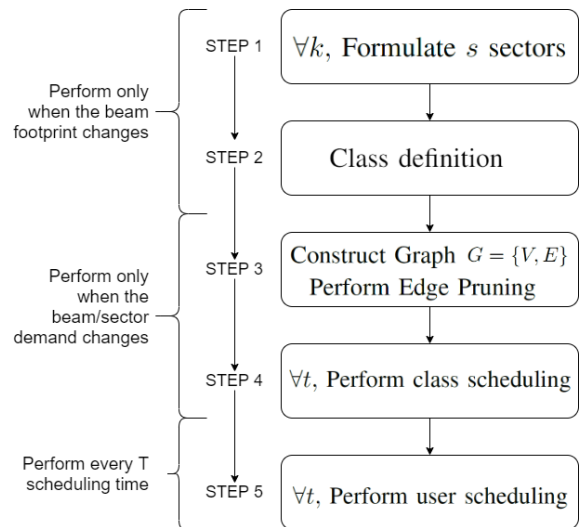 STEP 1
∀k, Formulate s sectors
Perform only
when the beam
footprint changes
STEP 2
Class definition
STEP 3
Construct Graph G = {V, E}
Perform Edge Pruning
Perform only
when the
beam/sector
demand changes
STEP 4
∀t, Perform class scheduling
Perform every T
scheduling time
STEP 5
∀t, Perform user scheduling